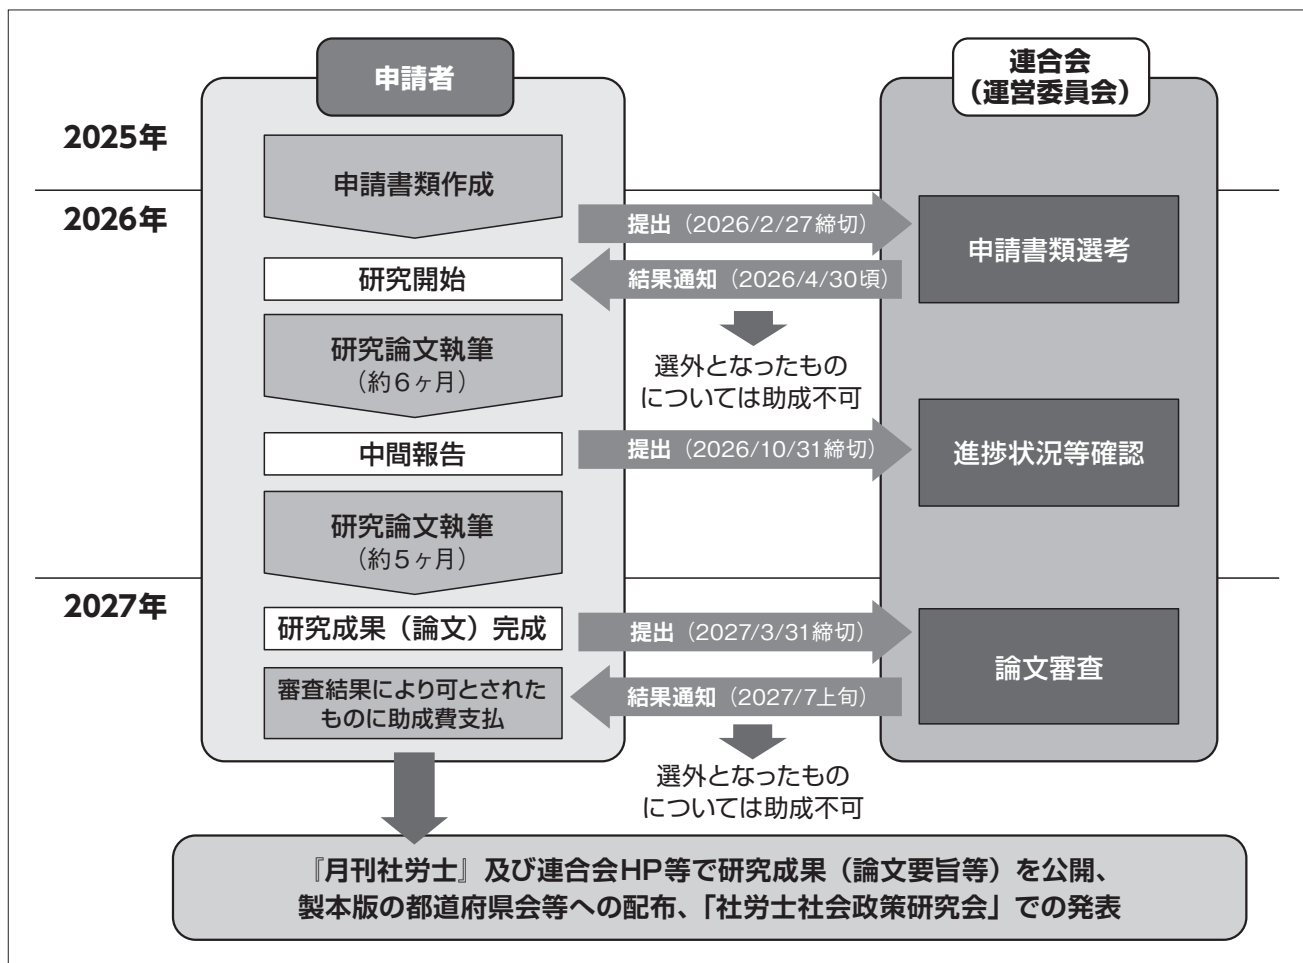 申請者
連合会
（運営委員会）
2025年
申請書類作成
2026年
提出（2026/2/27締切）
申請書類選考
研究開始
結果通知（2026/4/30頃）
研究論文執筆
（約6ヶ月）
選外となったもの
については助成不可
中間報告
提出（2026/10/31締切）
進捗状況等確認
研究論文執筆
（約5ヶ月）
2027年
研究成果（論文）完成
提出（2027/3/31締切）
論文審査
審査結果により可とされた
ものに助成費支払
結果通知（2027/7上旬）
選外となったもの
については助成不可
『月刊社労士』及び連合会HP等で研究成果（論文要旨等）を公開、
製本版の都道府県会等への配布、「社労士社会政策研究会」での発表